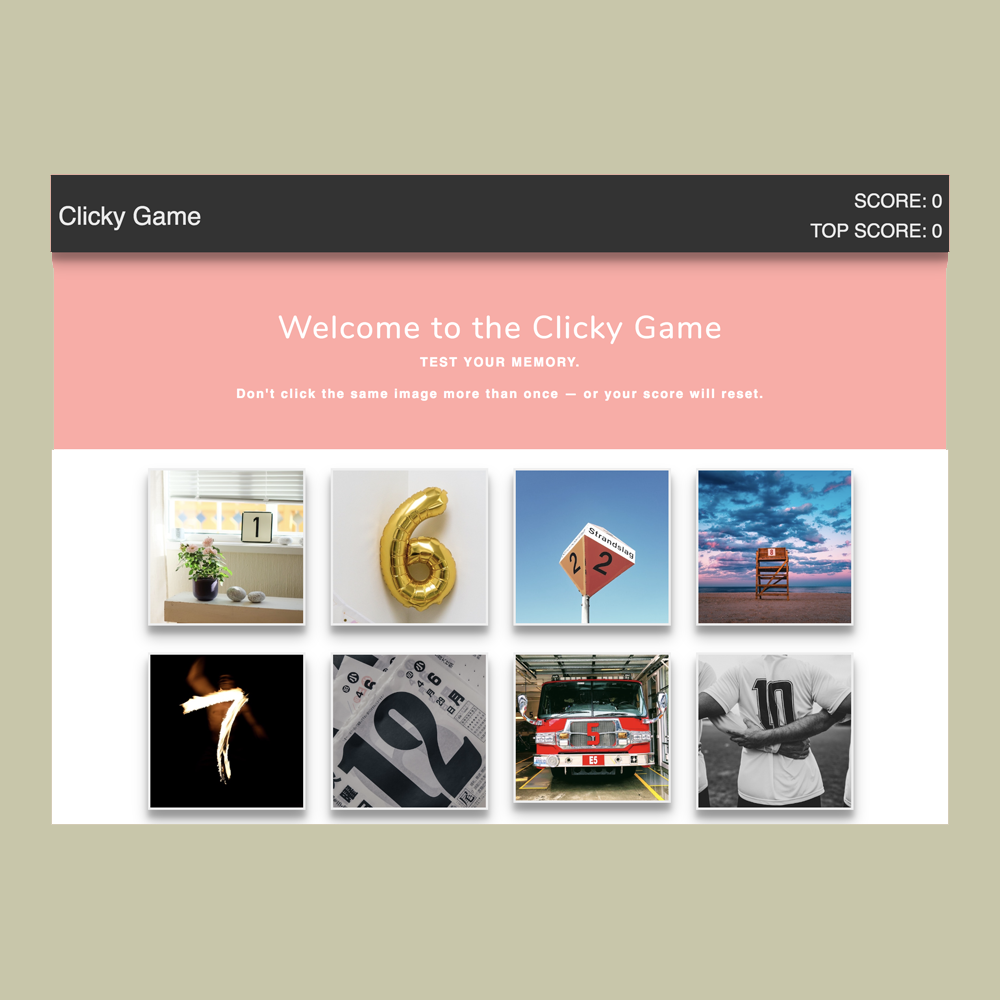 Clicky Game
SCORE: 0
TOP SCORE: 0
Welcome to the Clicky Game
TEST YOUR MEMORY.
Don't click the same image more than once — or your score will reset.
1
6
Strandslag
2 2
7
12
4月
6
5
E5
10